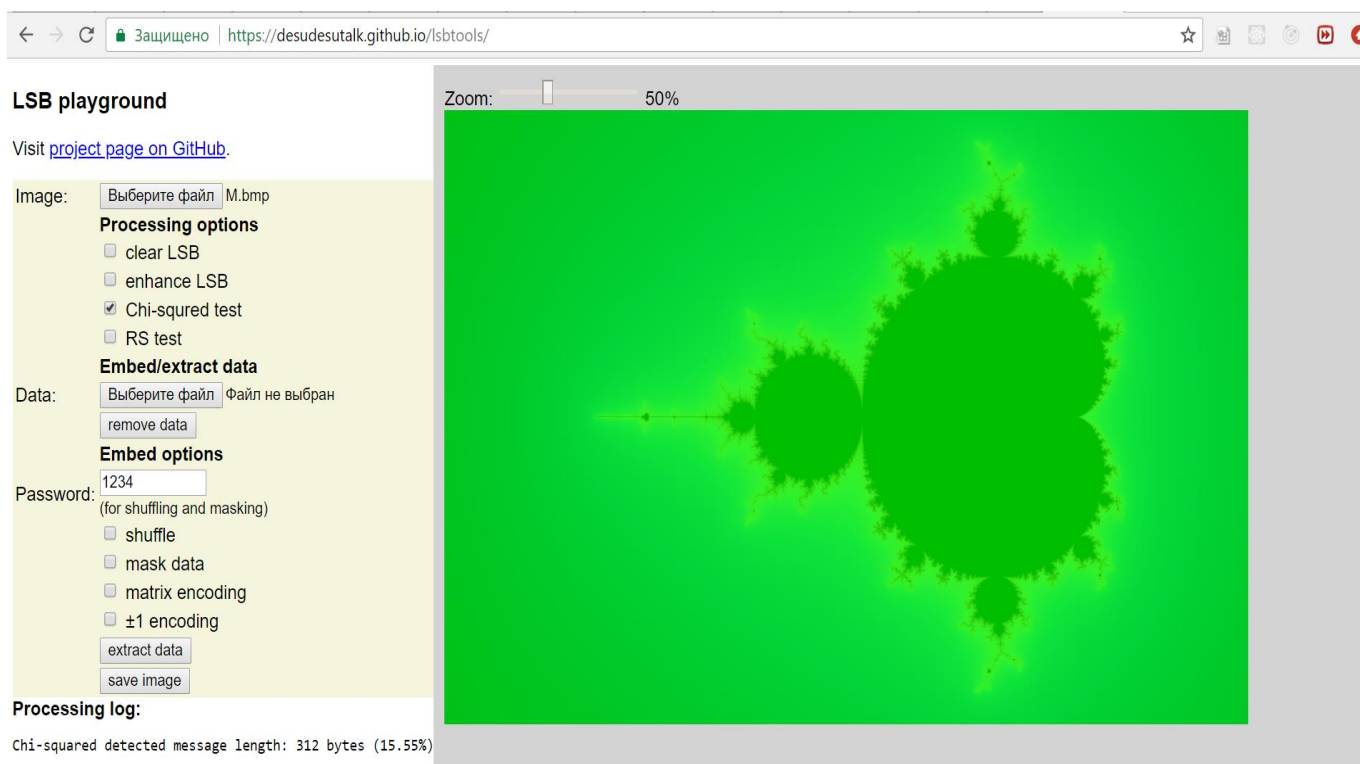 Защищено https://desudesutalk.github.io/lsbtools/
LSB playground
Visit project page on GitHub.
Image: Выберите файл M.bmp
Processing options
clear LSB
enhance LSB
Chi-squred test
RS test
Embed/extract data
Data: Выберите файл Файл не выбран
remove data
Embed options
Password: 1234
(for shuffling and masking)
shuffle
mask data
matrix encoding
±1 encoding
extract data
save image
Processing log:
Chi-squared detected message length: 312 bytes (15.55%)
Zoom: 50%